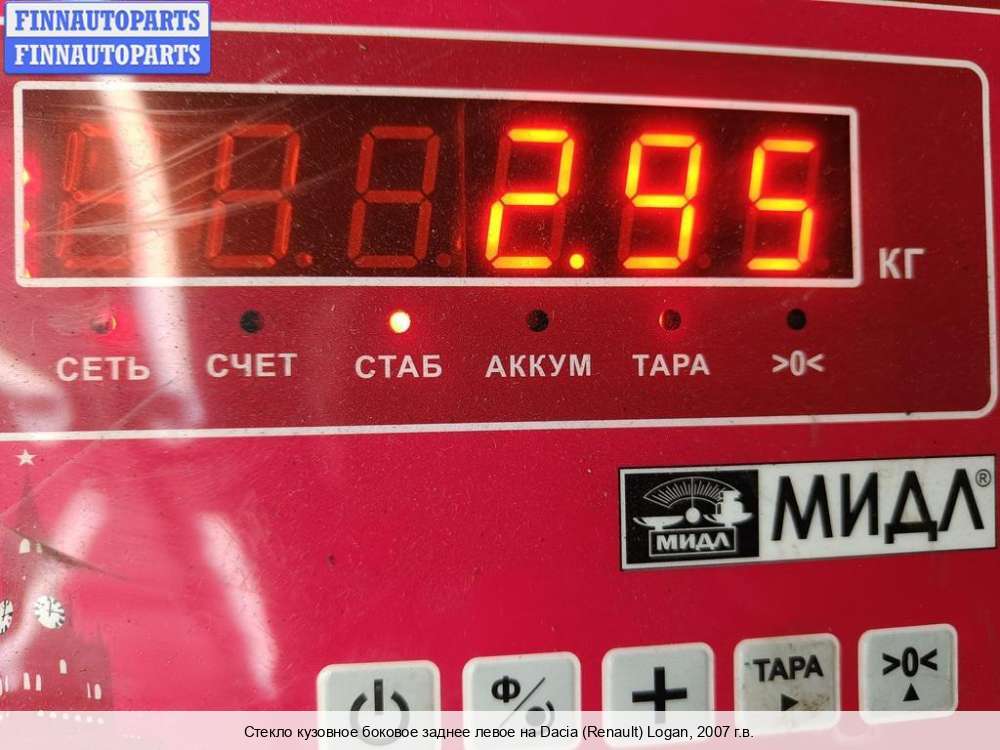 FINNAUTOPARTS
FINNAUTOPARTS
2.95
КГ
СЕТЬ СЧЕТ СТАБ АККУМ ТАРА >0<
МИДЛ МИДЛ®
Ф ТАРА >0<
Стекло кузовное боковое заднее левое на Dacia (Renault) Logan, 2007 г.в.